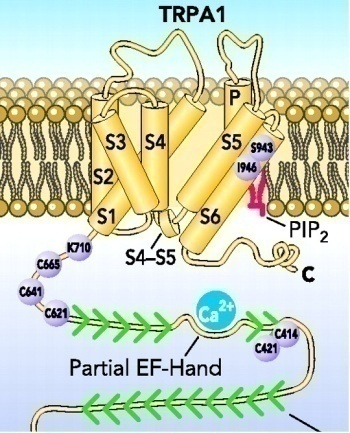 TRPA1
P
S3
S4
S5
S943
I946
S2
S1
S6
PIP2
K710
S4–S5
C
C665
C641
C621
Ca2+
C414
C421
Partial EF-Hand